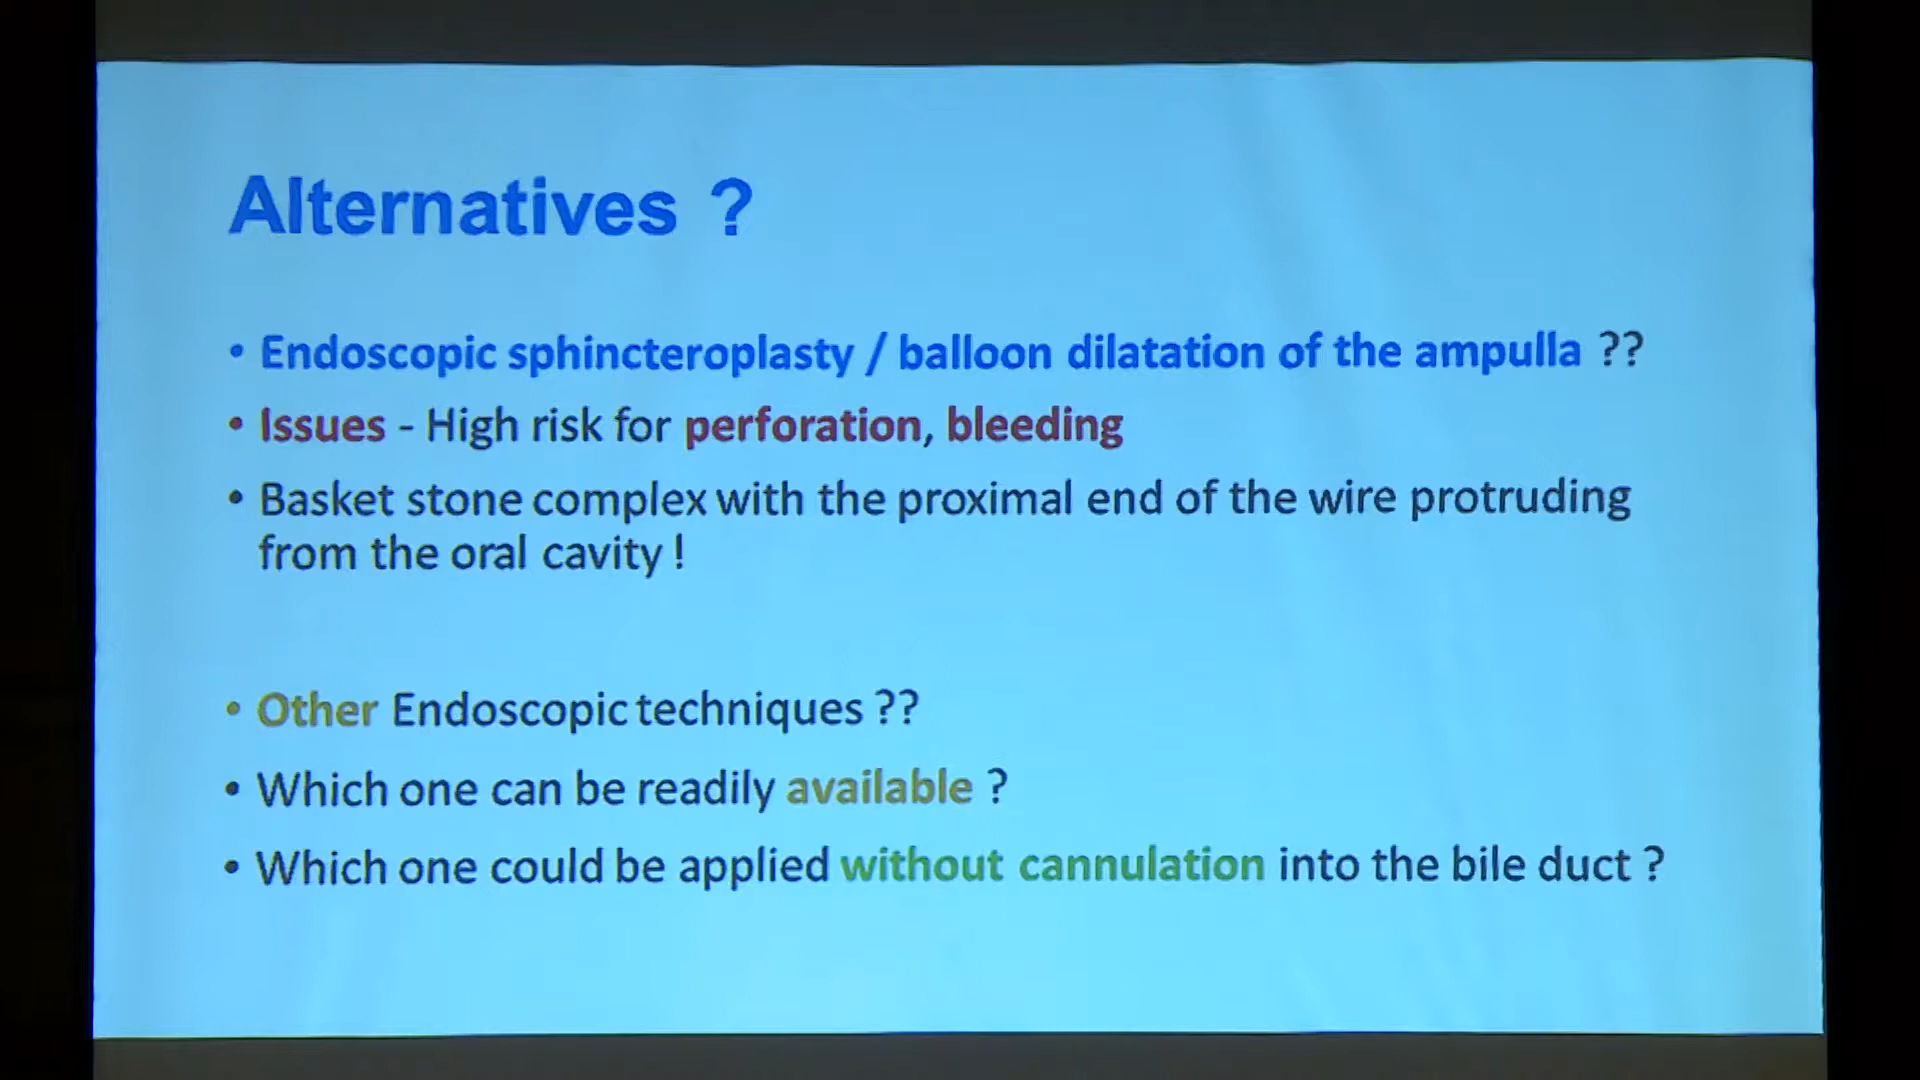 Alternatives ?
• Endoscopic sphincteroplasty / balloon dilatation of the ampulla ??
• Issues - High risk for perforation, bleeding
• Basket stone complex with the proximal end of the wire protruding
from the oral cavity !
• Other Endoscopic techniques ??
• Which one can be readily available ?
• Which one could be applied without cannulation into the bile duct ?